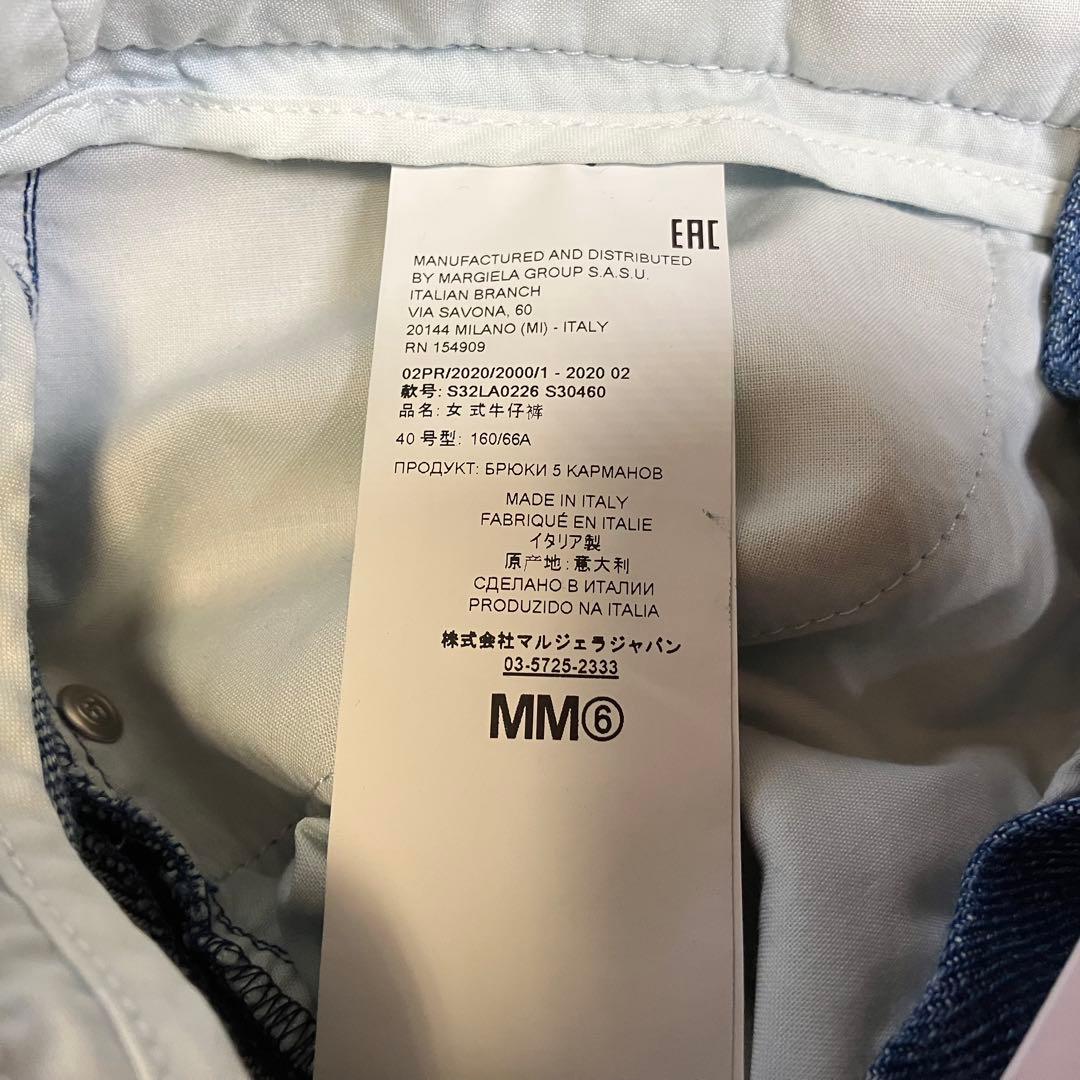 EAC
MANUFACTURED AND DISTRIBUTED
BY MARGIELA GROUP S.A.S.U.
ITALIAN BRANCH
VIA SAVONA, 60
20144 MILANO (MI) - ITALY
RN 154909
02PR/2020/2000/1 - 2020 02
款号: S32LA0226 S30460
品名: 女式牛仔裤
40 号型: 160/66A
ПРОДУКТ: БРЮКИ 5 КАРМАНОВ
MADE IN ITALY
FABRIQUÉ EN ITALIE
イタリア製
原产地: 意大利
СДЕЛАНО В ИТАЛИИ
PRODUZIDO NA ITALIA
株式会社マルジェラジャパン
03-5725-2333
MM⑥
⑥